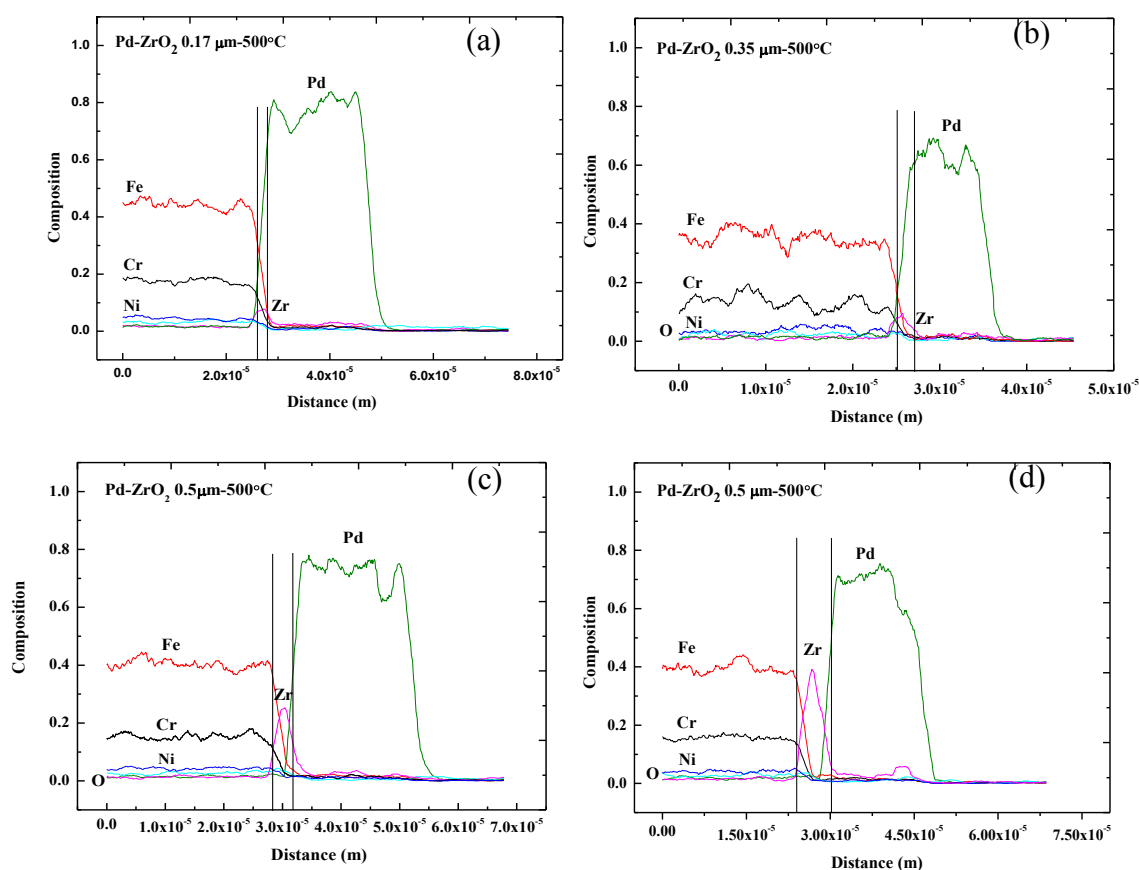 Pd-ZrO2 0.17 μm-500°C
(a)
Pd
Fe
Cr
Ni
Zr
Composition
1.0
0.8
0.6
0.4
0.2
0.0
0.0 2.0x10-5 4.0x10-5 6.0x10-5 8.0x10-5
Distance (m)
Pd-ZrO2 0.35 μm-500°C
(b)
Pd
Fe
Cr
Ni
O
Zr
Composition
1.0
0.8
0.6
0.4
0.2
0.0
0.0 1.0x10-5 2.0x10-5 3.0x10-5 4.0x10-5 5.0x10-5
Distance (m)
Pd-ZrO2 0.5μm-500°C
(c)
Pd
Fe
Zr
Cr
Ni
O
Composition
1.0
0.8
0.6
0.4
0.2
0.0
0.0 1.0x10-5 2.0x10-5 3.0x10-5 4.0x10-5 5.0x10-5 6.0x10-5 7.0x10-5
Distance (m)
Pd-ZrO2 0.5 μm-500°C
(d)
Pd
Zr
Fe
Cr
Ni
O
Composition
1.0
0.8
0.6
0.4
0.2
0.0
0.00 1.50x10-5 3.00x10-5 4.50x10-5 6.00x10-5 7.50x10-5
Distance (m)